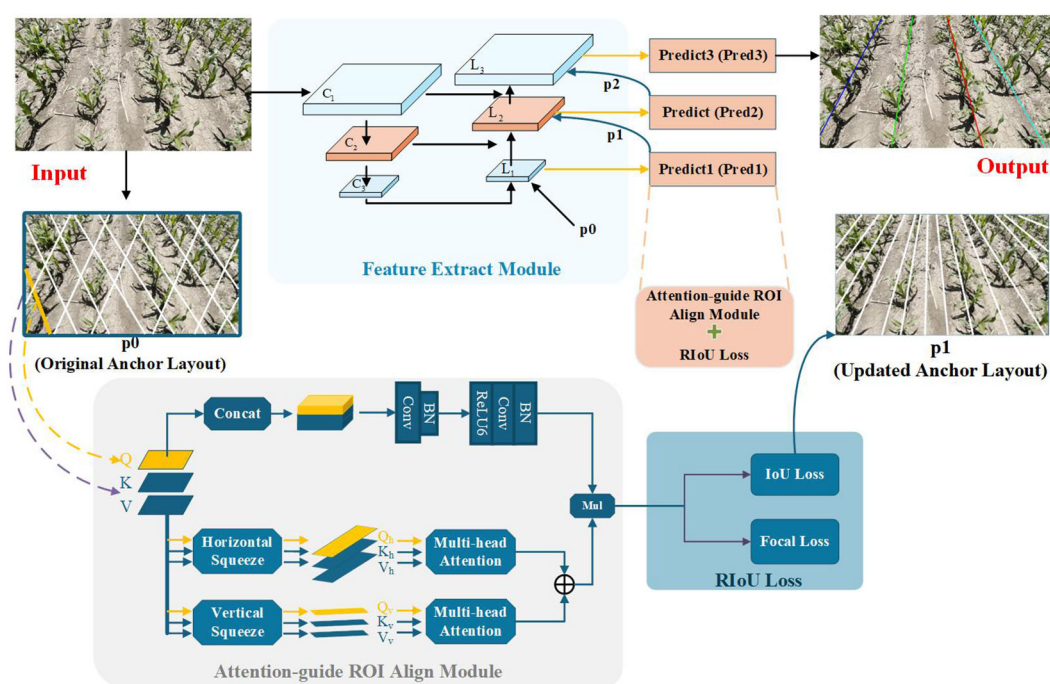 Input
C1
C2
C3
L3
L2
L1
p2
p1
p0
Feature Extract Module
Predict3 (Pred3)
Predict (Pred2)
Predict1 (Pred1)
Output
p0
(Original Anchor Layout)
Attention-guide ROI
Align Module
+
RIoU Loss
p1
(Updated Anchor Layout)
Q
K
V
Concat
Conv
BN
ReLU6
Conv
BN
Mul
Horizontal
Squeeze
Qh
Kh
Vh
Multi-head
Attention
Vertical
Squeeze
Qv
Kv
Vv
Multi-head
Attention
Attention-guide ROI Align Module
IoU Loss
Focal Loss
RIoU Loss